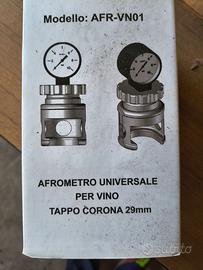 Modello: AFR-VN01
AFROMETRO UNIVERSALE
PER VINO
TAPPO CORONA 29mm
Subito